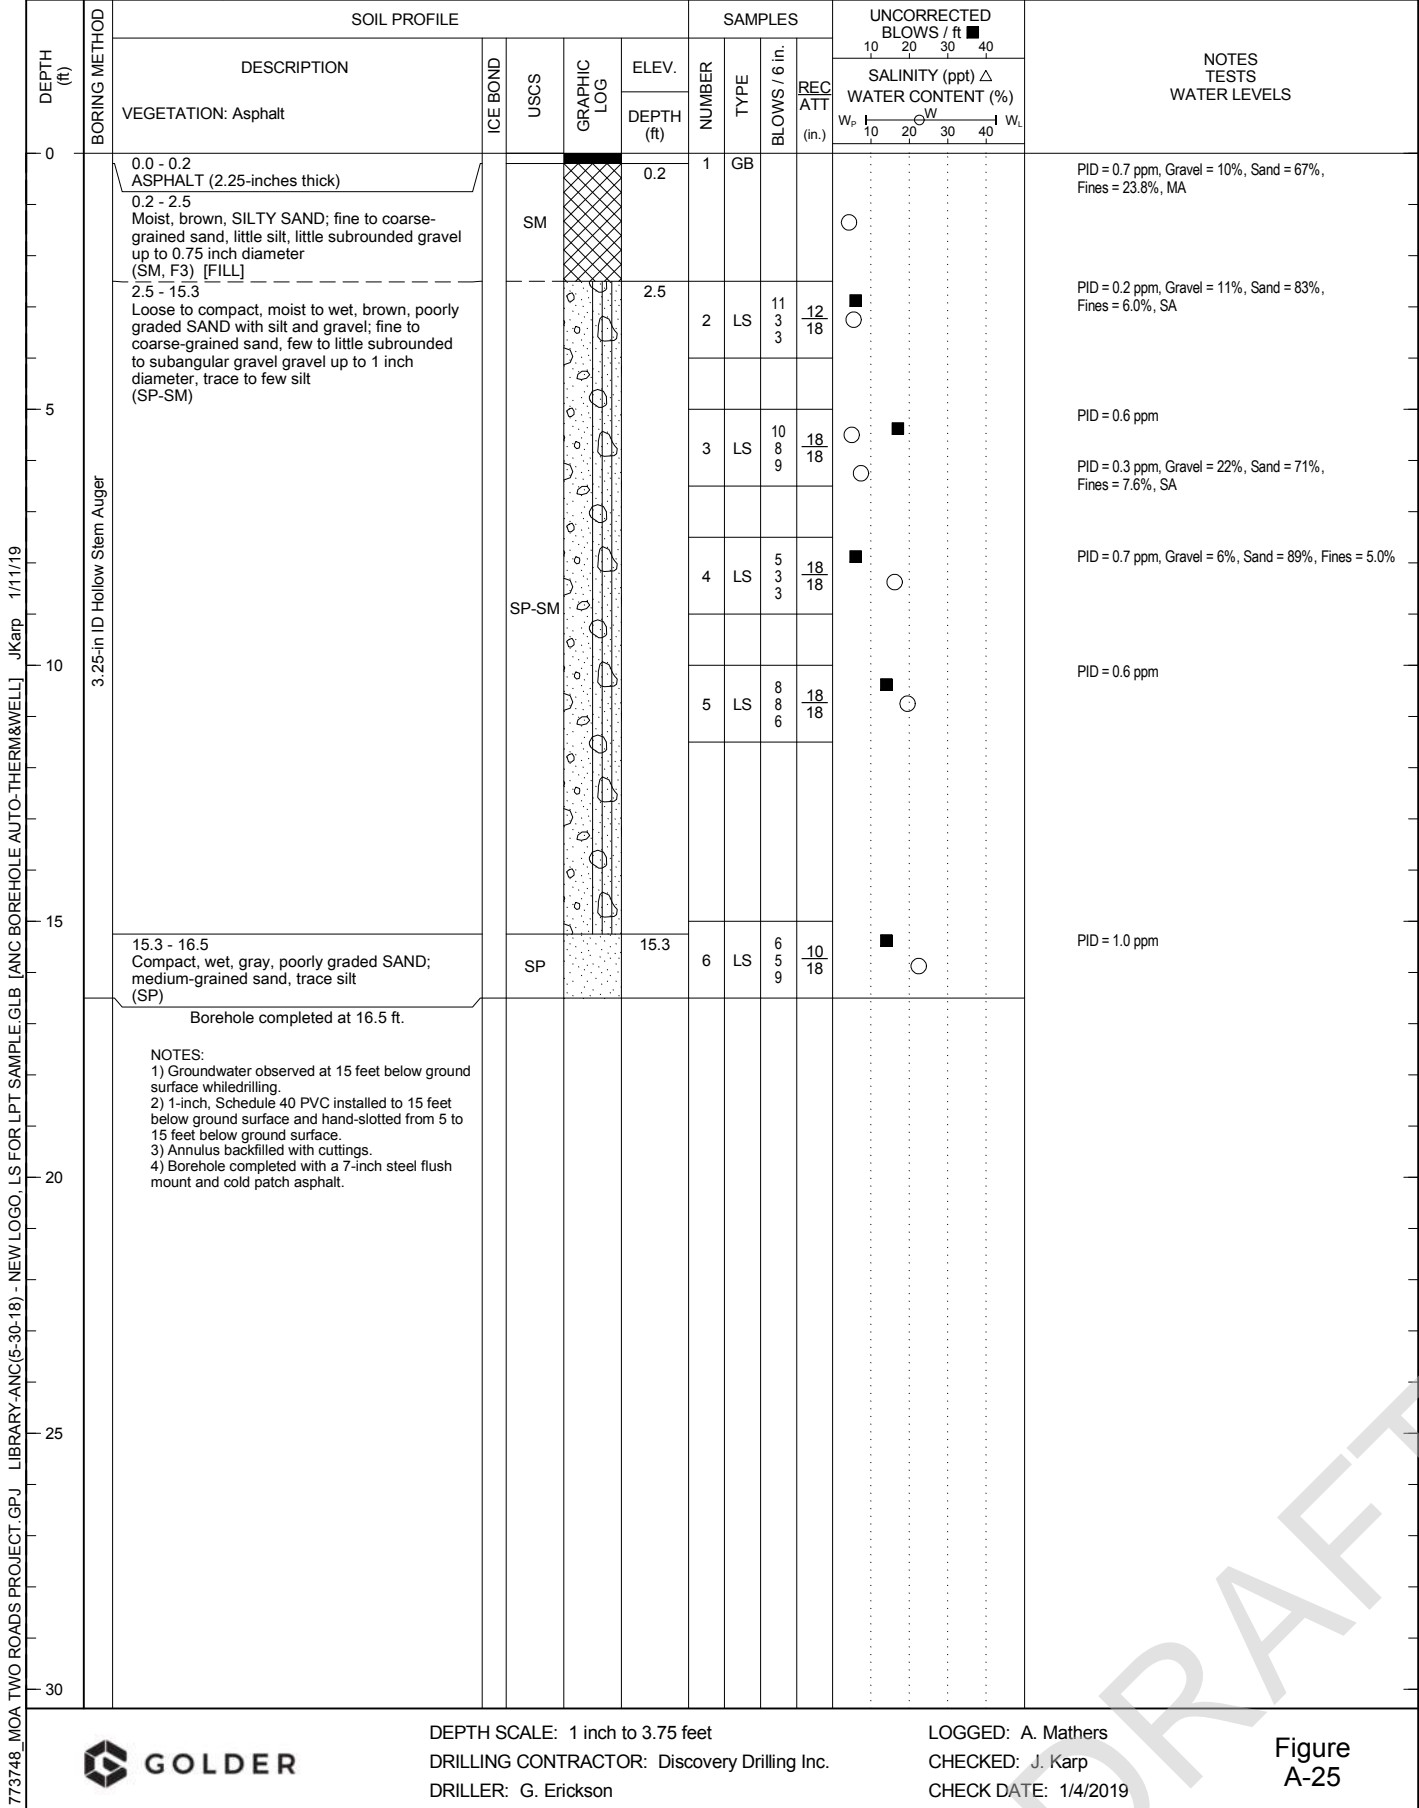 DEPTH
(ft)
BORING METHOD
SOIL PROFILE
SAMPLES
UNCORRECTED
BLOWS / ft ■
10 20 30 40
NOTES
TESTS
WATER LEVELS
DESCRIPTION
VEGETATION: Asphalt
ICE BOND
USCS
GRAPHIC
LOG
ELEV.
DEPTH
(ft)
NUMBER
TYPE
BLOWS / 6 in.
REC
ATT
(in.)
SALINITY (ppt) △
WATER CONTENT (%)
WP W WL
10 20 30 40
0
0.0 - 0.2
ASPHALT (2.25-inches thick)
0.2
1 GB
PID = 0.7 ppm, Gravel = 10%, Sand = 67%,
Fines = 23.8%, MA
0.2 - 2.5
Moist, brown, SILTY SAND; fine to coarse-
grained sand, little silt, little subrounded gravel
up to 0.75 inch diameter
(SM, F3) [FILL]
SM
2.5 - 15.3
Loose to compact, moist to wet, brown, poorly
graded SAND with silt and gravel; fine to
coarse-grained sand, few to little subrounded
to subangular gravel gravel up to 1 inch
diameter, trace to few silt
(SP-SM)
SP-SM
2.5
2 LS
11
3
3
12
18
PID = 0.2 ppm, Gravel = 11%, Sand = 83%,
Fines = 6.0%, SA
5
3 LS
10
8
9
18
18
PID = 0.6 ppm
PID = 0.3 ppm, Gravel = 22%, Sand = 71%,
Fines = 7.6%, SA
3.25-in ID Hollow Stem Auger
4 LS
5
3
3
18
18
PID = 0.7 ppm, Gravel = 6%, Sand = 89%, Fines = 5.0%
10
5 LS
8
8
6
18
18
PID = 0.6 ppm
15
15.3 - 16.5
Compact, wet, gray, poorly graded SAND;
medium-grained sand, trace silt
(SP)
SP
15.3
6 LS
6
5
9
10
18
PID = 1.0 ppm
Borehole completed at 16.5 ft.
NOTES:
1) Groundwater observed at 15 feet below ground
surface whiledrilling.
2) 1-inch, Schedule 40 PVC installed to 15 feet
below ground surface and hand-slotted from 5 to
15 feet below ground surface.
3) Annulus backfilled with cuttings.
4) Borehole completed with a 7-inch steel flush
mount and cold patch asphalt.
20
25
30
773748_MOA TWO ROADS PROJECT.GPJ LIBRARY-ANC(5-30-18) - NEW LOGO, LS FOR LPT SAMPLE.GLB [ANC BOREHOLE AUTO-THERM&WELL] JKarp 1/11/19
DRAFT
GOLDER
DEPTH SCALE: 1 inch to 3.75 feet
DRILLING CONTRACTOR: Discovery Drilling Inc.
DRILLER: G. Erickson
LOGGED: A. Mathers
CHECKED: J. Karp
CHECK DATE: 1/4/2019
Figure
A-25